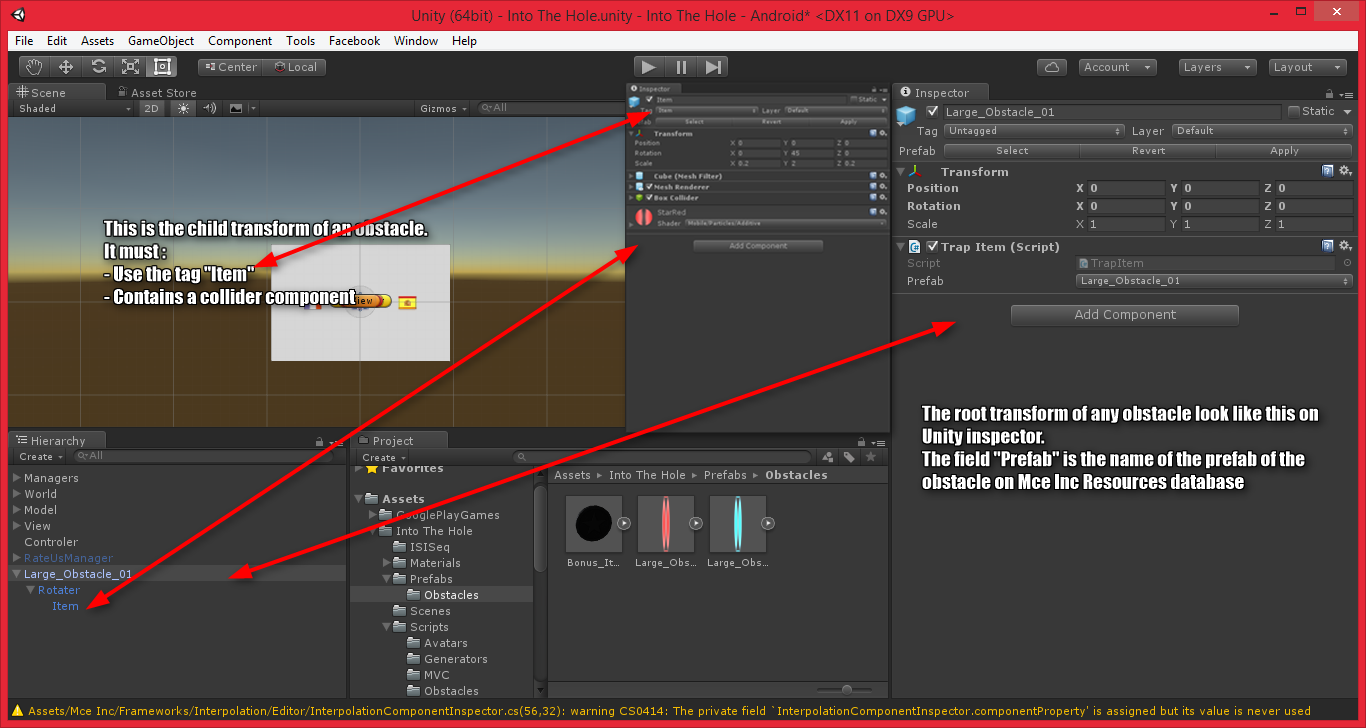 Unity (64bit) - Into The Hole.unity - Into The Hole - Android* <DX11 on DX9 GPU>
File Edit Assets GameObject Component Tools Facebook Window Help
Center Local
Account Layers Layout
Scene Asset Store
Shaded 2D Gizmos All
This is the child transform of an obstacle.
It must :
- Use the tag "Item"
- Contains a collider component
Inspector
Item Static
Tag Item Layer Default
Prefab Select Revert Apply
Transform
Position X 0 Y 0 Z 0
Rotation X 0 Y 45 Z 0
Scale X 0.2 Y 2 Z 0.2
Cube (Mesh Filter)
Mesh Renderer
Box Collider
StarRed
Shader Mobile/Particles/Additive
Add Component
Inspector
Large_Obstacle_01 Static
Tag Untagged Layer Default
Prefab Select Revert Apply
Transform
Position X 0 Y 0 Z 0
Rotation X 0 Y 0 Z 0
Scale X 1 Y 1 Z 1
Trap Item (Script)
Script TrapItem
Prefab Large_Obstacle_01
Add Component
The root transform of any obstacle look like this on
Unity inspector.
The field "Prefab" is the name of the prefab of the
obstacle on Mce Inc Resources database
Hierarchy
Create All
Managers
World
Model
View
Controler
RateUsManager
Large_Obstacle_01
Rotater
Item
Project
Create
Favorites
Assets
GooglePlayGames
Into The Hole
ISISeq
Materials
Prefabs
Obstacles
Scenes
Scripts
Avatars
Generators
MVC
Obstacles
Assets Into The Hole Prefabs Obstacles
Bonus_It... Large_Obs... Large_Obs...
Assets/Mce Inc/Frameworks/Interpolation/Editor/InterpolationComponentInspector.cs(56,32): warning CS0414: The private field `InterpolationComponentInspector.componentProperty' is assigned but its value is never used